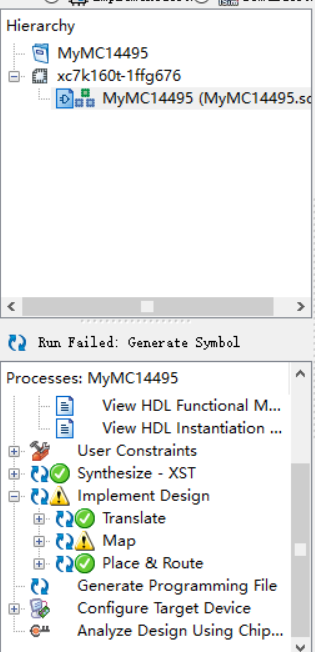 Hierarchy
MyMC14495
xc7k160t-1ffg676
MyMC14495 (MyMC14495.sc
Run Failed: Generate Symbol
Processes: MyMC14495
View HDL Functional M...
View HDL Instantiation ...
User Constraints
Synthesize - XST
Implement Design
Translate
Map
Place & Route
Generate Programming File
Configure Target Device
Analyze Design Using Chip...